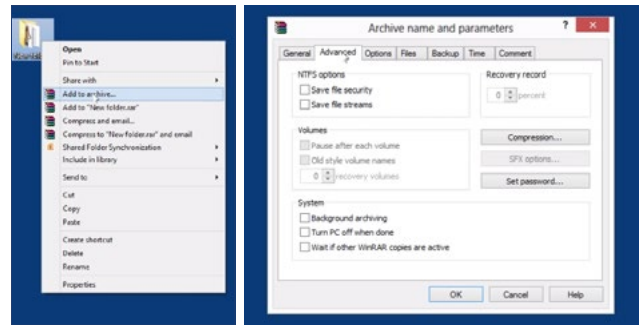 Open
Pin to Start
Share with
Add to archive...
Add to "New folder.rar"
Compress and email...
Compress to "New folder.rar" and email
Shared Folder Synchronization
Include in library
Send to
Cut
Copy
Paste
Create shortcut
Delete
Rename
Properties
Archive name and parameters
?
General Advanced Options Files Backup Time Comment
NTFS options
Save file security
Save file streams
Recovery record
0 percent
Volumes
Pause after each volume
Old style volume names
0 recovery volumes
Compression...
SFX options...
Set password...
System
Background archiving
Turn PC off when done
Wait if other WinRAR copies are active
OK Cancel Help